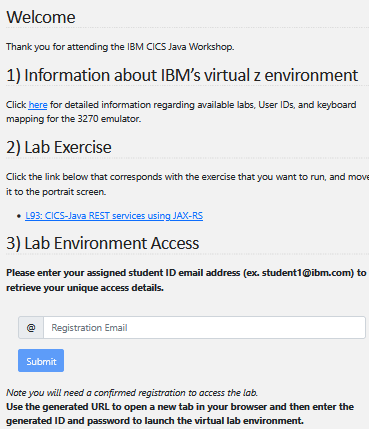 Welcome
Thank you for attending the IBM CICS Java Workshop.
1) Information about IBM's virtual z environment
Click here for detailed information regarding available labs, User IDs, and keyboard
mapping for the 3270 emulator.
2) Lab Exercise
Click the link below that corresponds with the exercise that you want to run, and move
it to the portrait screen.
• L93: CICS-Java REST services using JAX-RS
3) Lab Environment Access
Please enter your assigned student ID email address (ex. student1@ibm.com) to
retrieve your unique access details.
@ Registration Email
Submit
Note you will need a confirmed registration to access the lab.
Use the generated URL to open a new tab in your browser and then enter the
generated ID and password to launch the virtual lab environment.